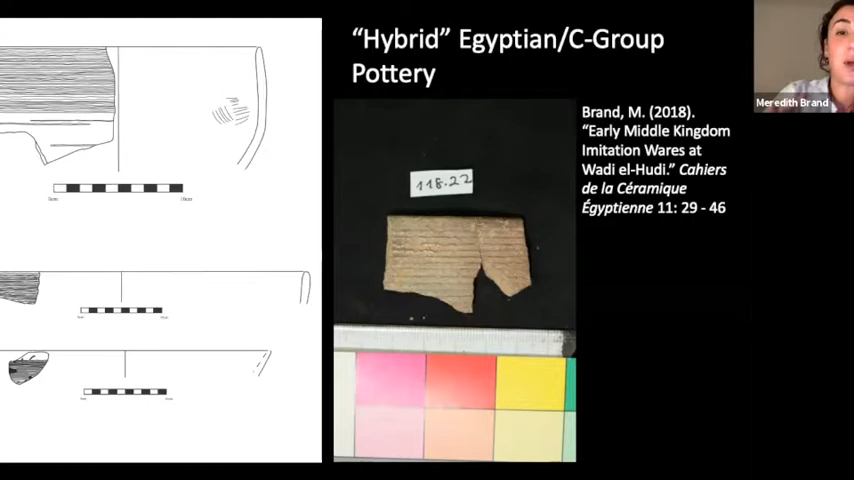 “Hybrid” Egyptian/C-Group
Pottery
Meredith Brand
Brand, M. (2018).
“Early Middle Kingdom
Imitation Wares at
Wadi el-Hudi.” Cahiers
de la Céramique
Égyptienne 11: 29 - 46
118.22